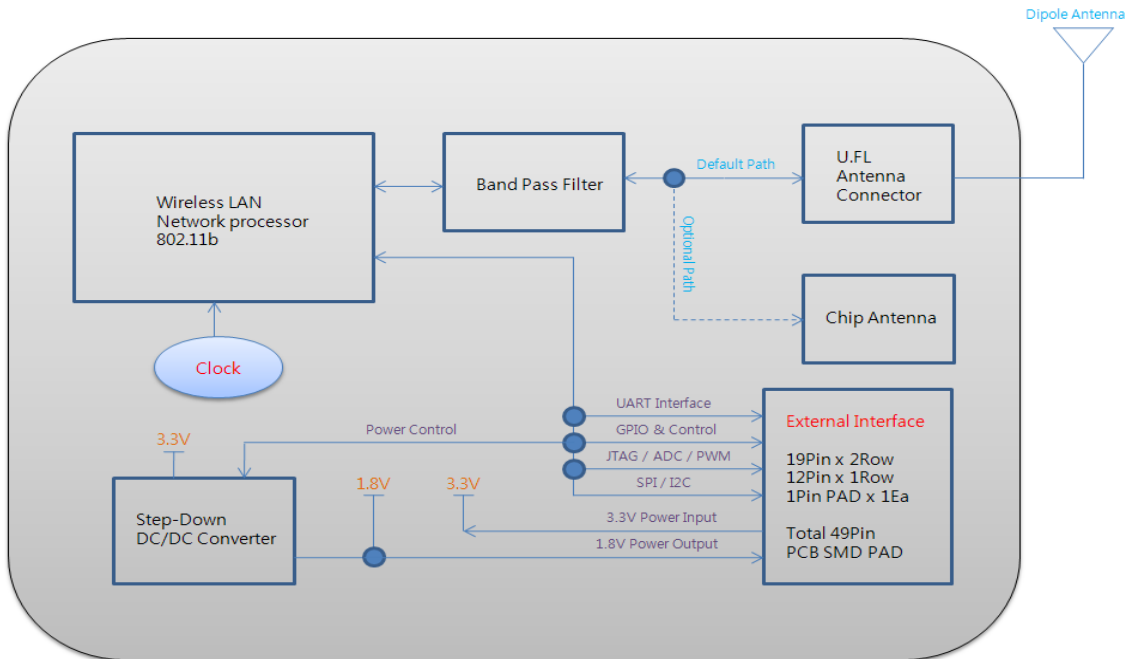 Dipole Antenna
Wireless LAN
Network processor
802.11b
Band Pass Filter
Default Path
U.FL
Antenna
Connector
Optional Path
Chip Antenna
Clock
UART Interface
GPIO & Control
JTAG / ADC / PWM
SPI / I2C
3.3V Power Input
1.8V Power Output
Power Control
3.3V
1.8V
3.3V
Step-Down
DC/DC Converter
External Interface
19Pin x 2Row
12Pin x 1Row
1Pin PAD x 1Ea
Total 49Pin
PCB SMD PAD